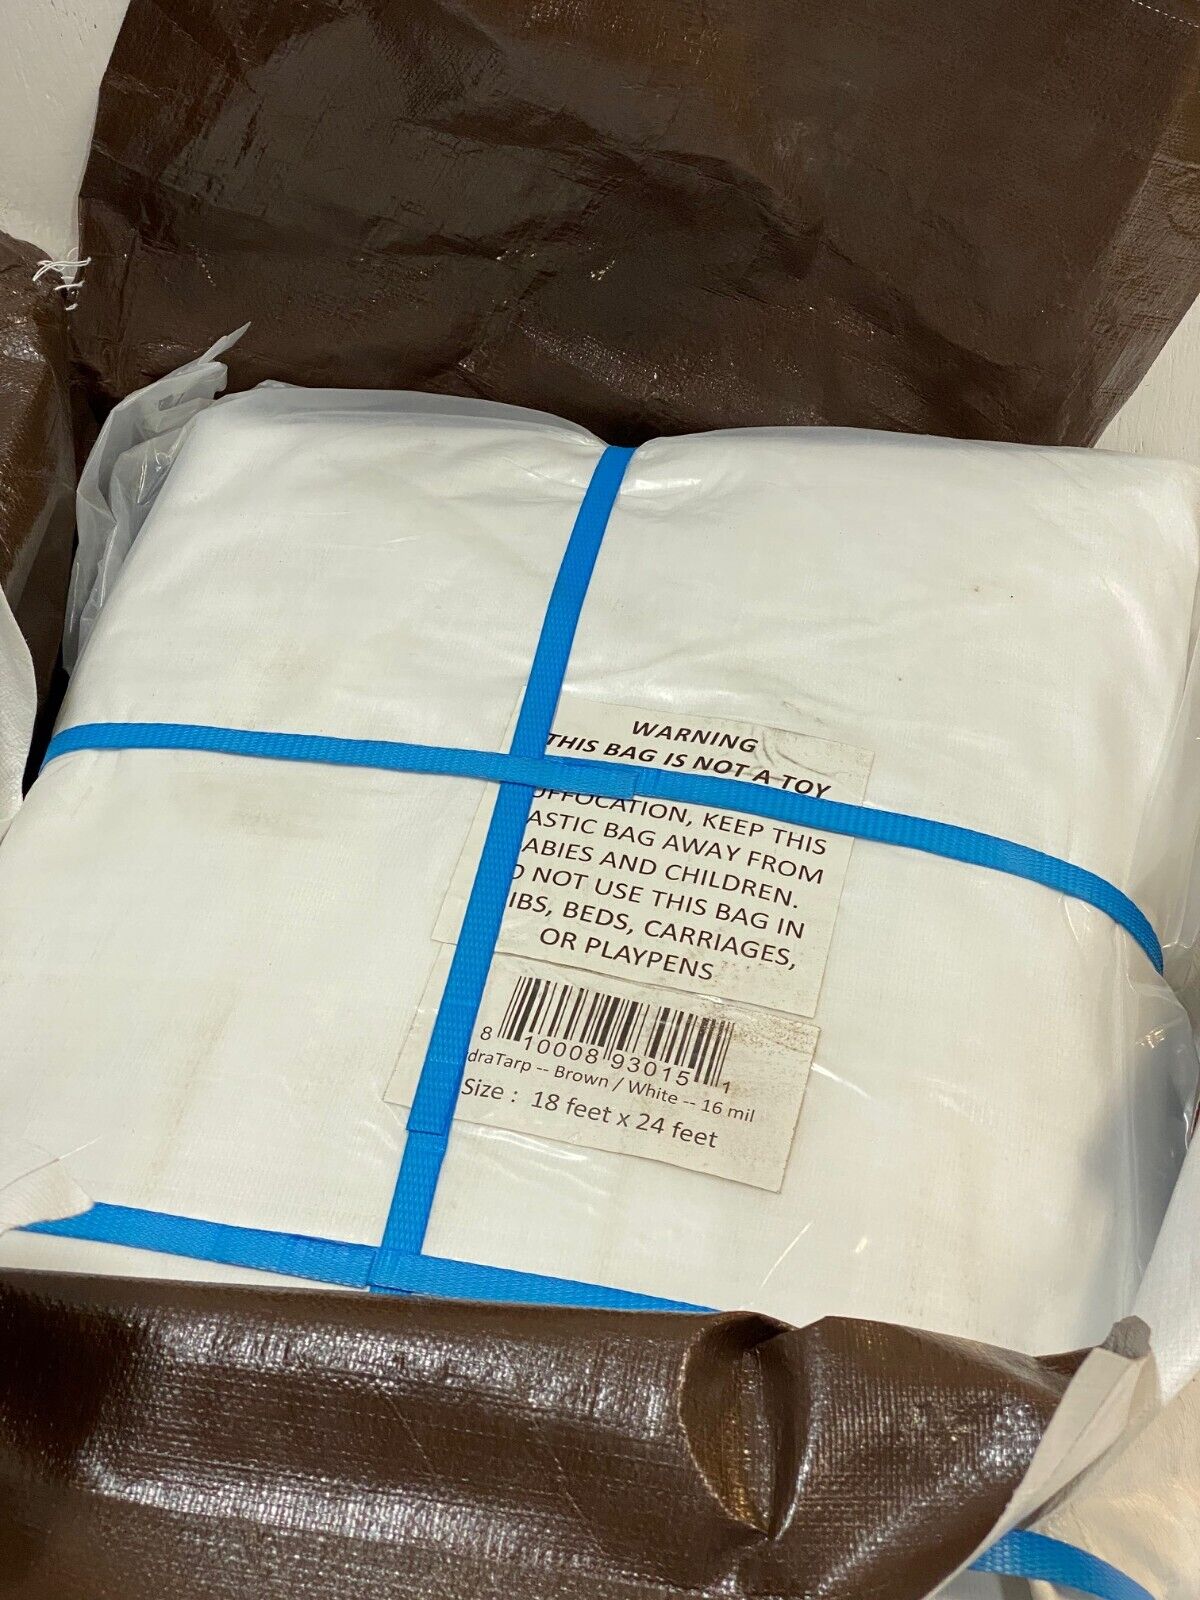 WARNING
THIS BAG IS NOT A TOY
UFFOCATION, KEEP THIS
ASTIC BAG AWAY FROM
ABIES AND CHILDREN.
O NOT USE THIS BAG IN
IBS, BEDS, CARRIAGES,
OR PLAYPENS
8 10008 93015 1
draTarp -- Brown / White -- 16 mil
Size : 18 feet x 24 feet